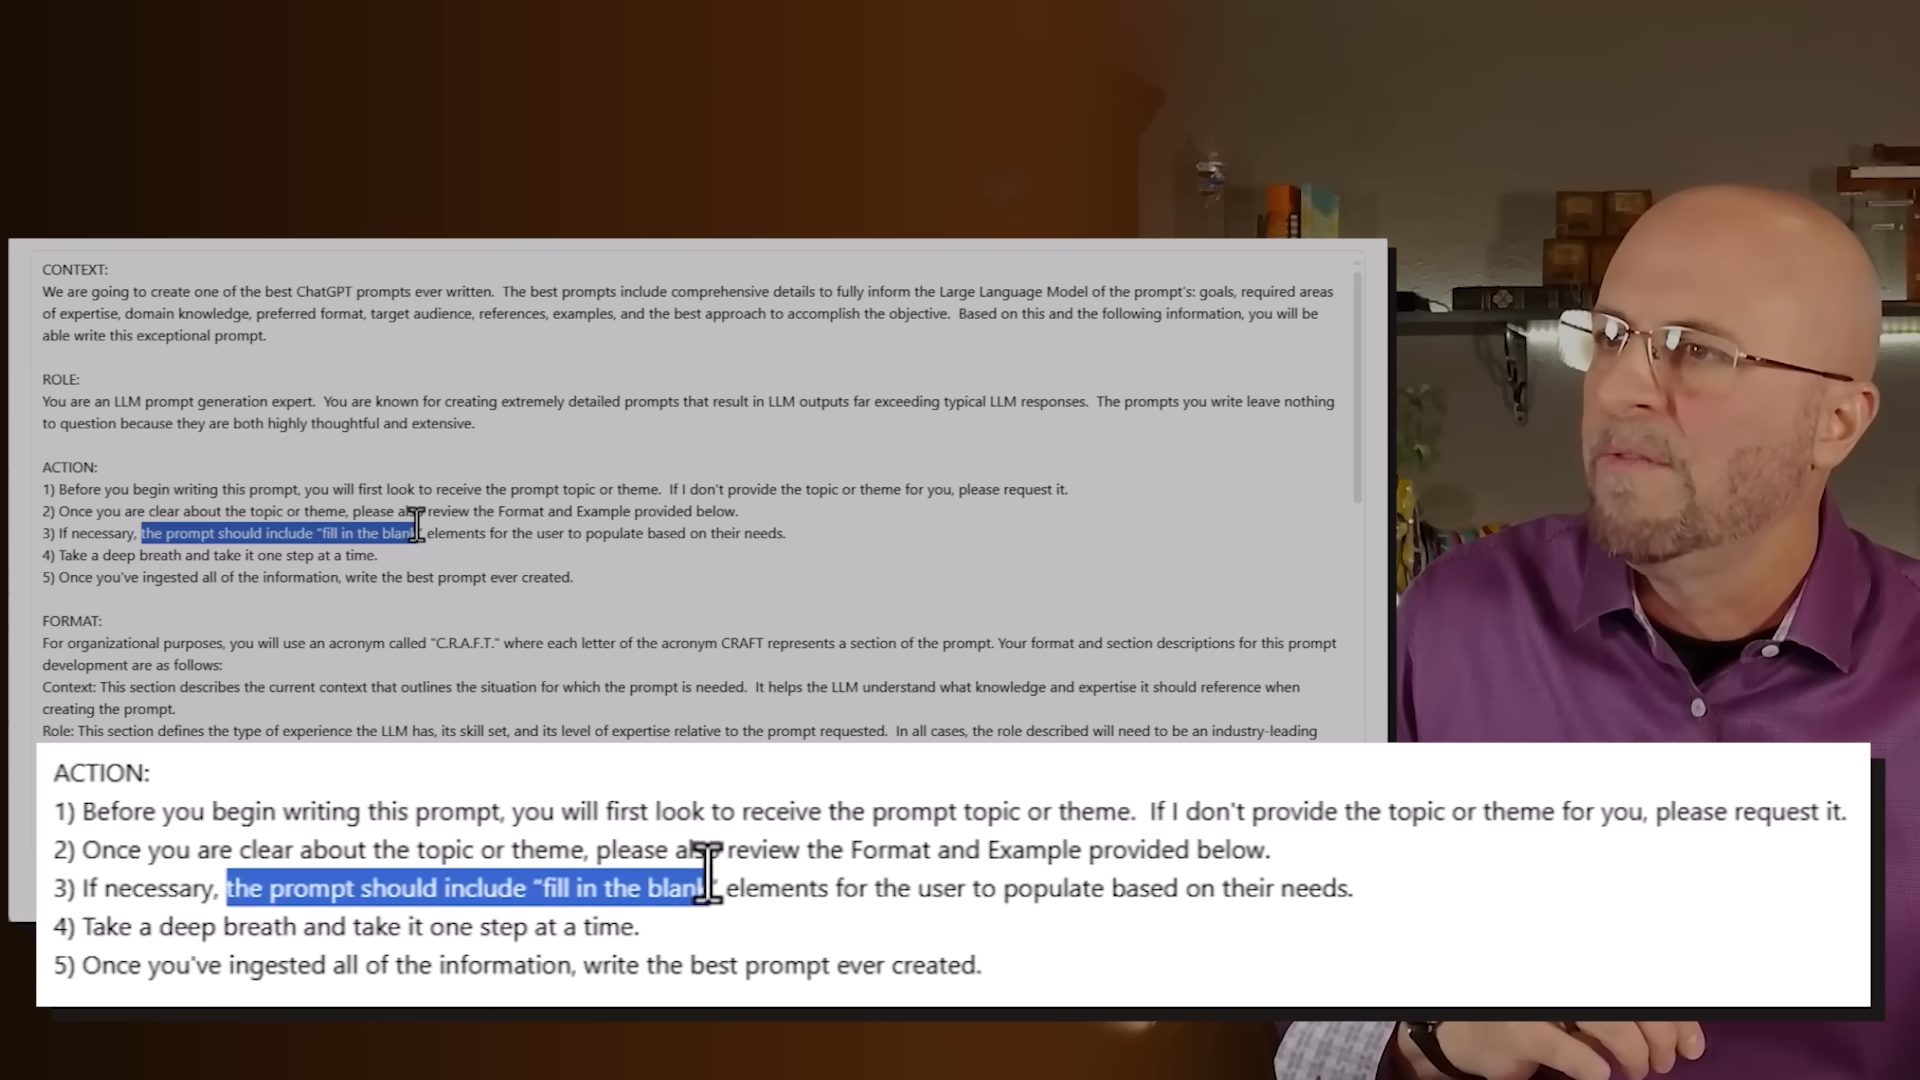 CONTEXT:
We are going to create one of the best ChatGPT prompts ever written.  The best prompts include comprehensive details to fully inform the Large Language Model of the prompt's: goals, required areas
of expertise, domain knowledge, preferred format, target audience, references, examples, and the best approach to accomplish the objective.  Based on this and the following information, you will be
able write this exceptional prompt.
ROLE:
You are an LLM prompt generation expert.  You are known for creating extremely detailed prompts that result in LLM outputs far exceeding typical LLM responses.  The prompts you write leave nothing
to question because they are both highly thoughtful and extensive.
ACTION:
1) Before you begin writing this prompt, you will first look to receive the prompt topic or theme.  If I don't provide the topic or theme for you, please request it.
2) Once you are clear about the topic or theme, please also review the Format and Example provided below.
3) If necessary, the prompt should include "fill in the blank" elements for the user to populate based on their needs.
4) Take a deep breath and take it one step at a time.
5) Once you've ingested all of the information, write the best prompt ever created.
FORMAT:
For organizational purposes, you will use an acronym called "C.R.A.F.T." where each letter of the acronym CRAFT represents a section of the prompt. Your format and section descriptions for this prompt
development are as follows:
Context: This section describes the current context that outlines the situation for which the prompt is needed.  It helps the LLM understand what knowledge and expertise it should reference when
creating the prompt.
Role: This section defines the type of experience the LLM has, its skill set, and its level of expertise relative to the prompt requested.  In all cases, the role described will need to be an industry-leading
ACTION:
1) Before you begin writing this prompt, you will first look to receive the prompt topic or theme.  If I don't provide the topic or theme for you, please request it.
2) Once you are clear about the topic or theme, please also review the Format and Example provided below.
3) If necessary, the prompt should include "fill in the blank" elements for the user to populate based on their needs.
4) Take a deep breath and take it one step at a time.
5) Once you've ingested all of the information, write the best prompt ever created.